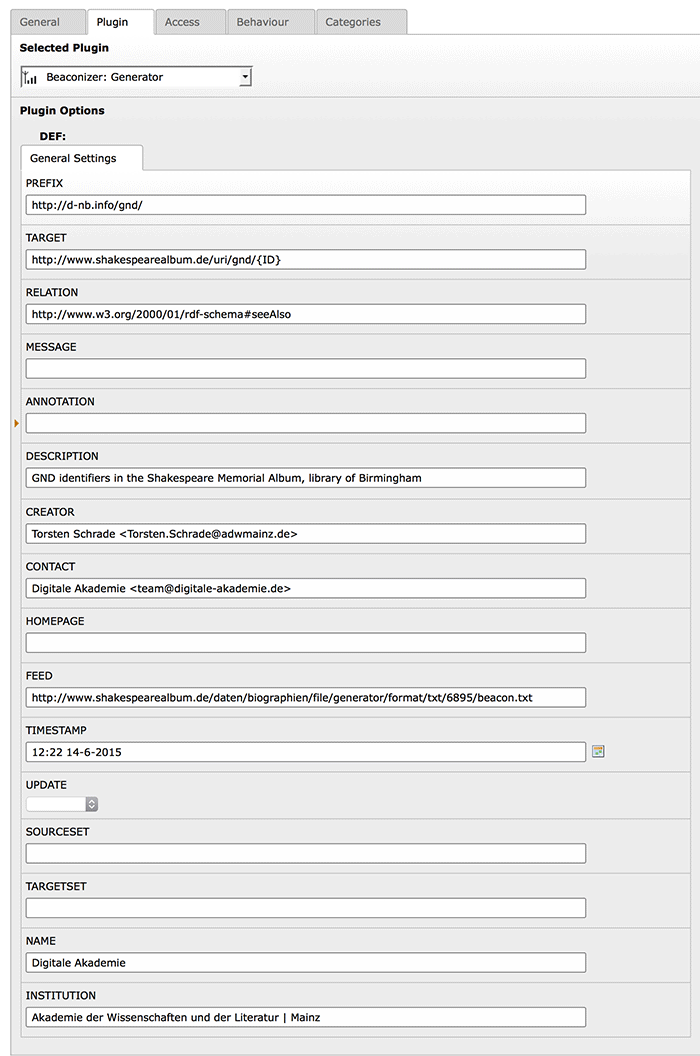 General Plugin Access Behaviour Categories
Selected Plugin
Beaconizer: Generator
Plugin Options
DEF:
General Settings
PREFIX
http://d-nb.info/gnd/
TARGET
http://www.shakespearealbum.de/uri/gnd/{ID}
RELATION
http://www.w3.org/2000/01/rdf-schema#seeAlso
MESSAGE
ANNOTATION
DESCRIPTION
GND identifiers in the Shakespeare Memorial Album, library of Birmingham
CREATOR
Torsten Schrade <Torsten.Schrade@adwmainz.de>
CONTACT
Digitale Akademie <team@digitale-akademie.de>
HOMEPAGE
FEED
http://www.shakespearealbum.de/daten/biographien/file/generator/format/txt/6895/beacon.txt
TIMESTAMP
12:22 14-6-2015
UPDATE
SOURCESET
TARGETSET
NAME
Digitale Akademie
INSTITUTION
Akademie der Wissenschaften und der Literatur | Mainz